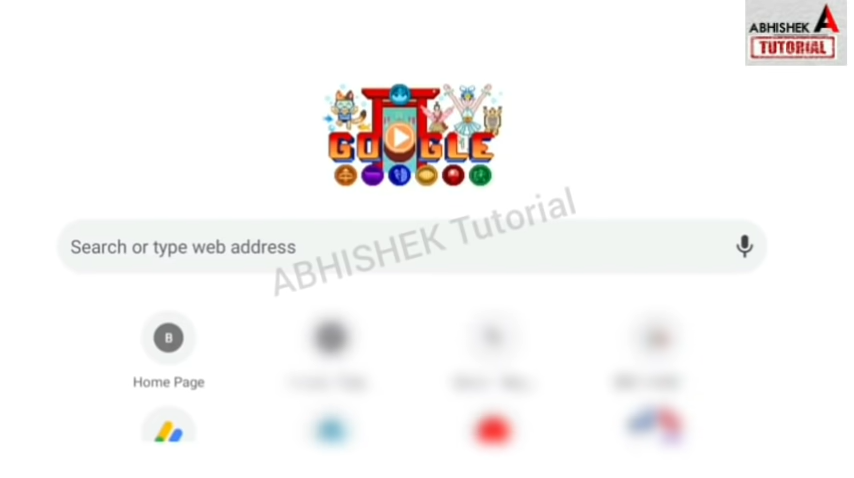 ABHISHEK A
TUTORIAL
GOOGLE
Search or type web address
ABHISHEK Tutorial
B
Home Page